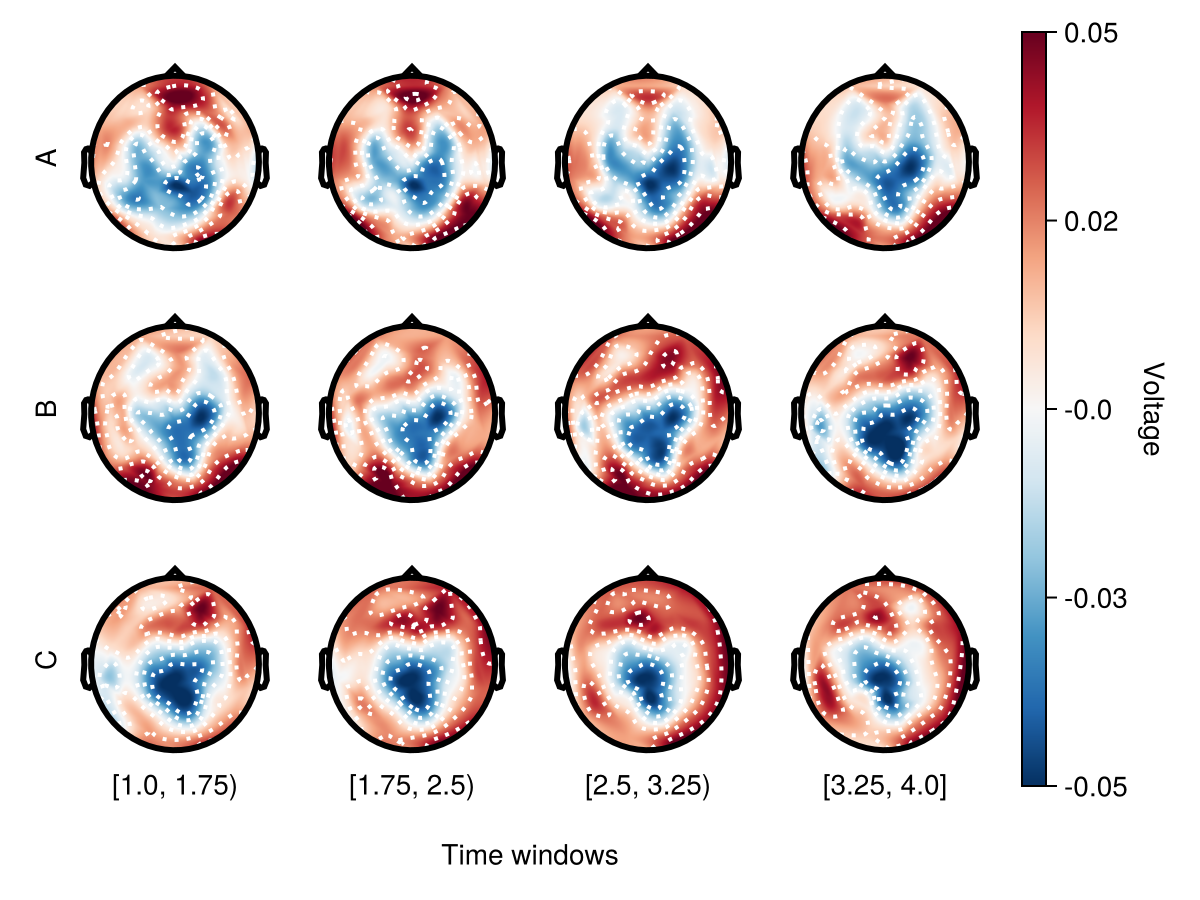 0.05
A
0.02
B
-0.0
Voltage
-0.03
C
-0.05
[1.0, 1.75)
[1.75, 2.5)
[2.5, 3.25)
[3.25, 4.0]
Time windows